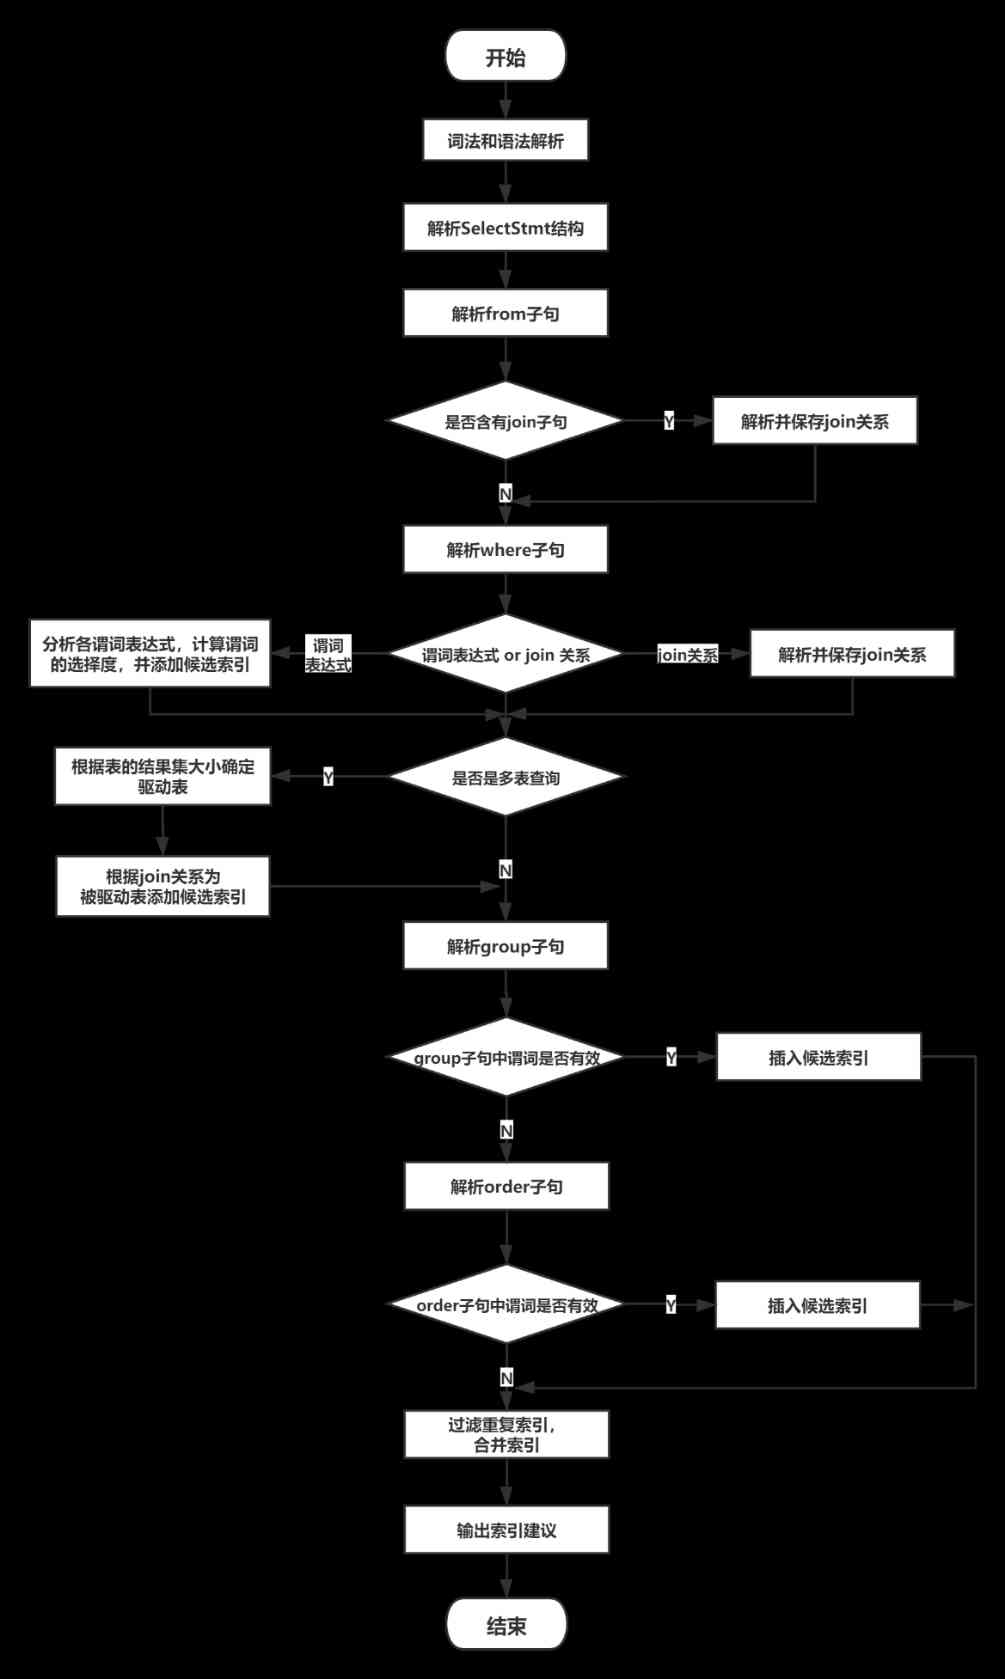 开始
词法和语法解析
解析SelectStmt结构
解析from子句
是否含有join子句
Y
解析并保存join关系
N
解析where子句
分析各谓词表达式，计算谓词
的选择度，并添加候选索引
谓词
表达式
谓词表达式 or join 关系
join关系
解析并保存join关系
根据表的结果集大小确定
驱动表
Y
是否是多表查询
N
根据join关系为
被驱动表添加候选索引
解析group子句
group子句中谓词是否有效
Y
插入候选索引
N
解析order子句
order子句中谓词是否有效
Y
插入候选索引
N
过滤重复索引，
合并索引
输出索引建议
结束